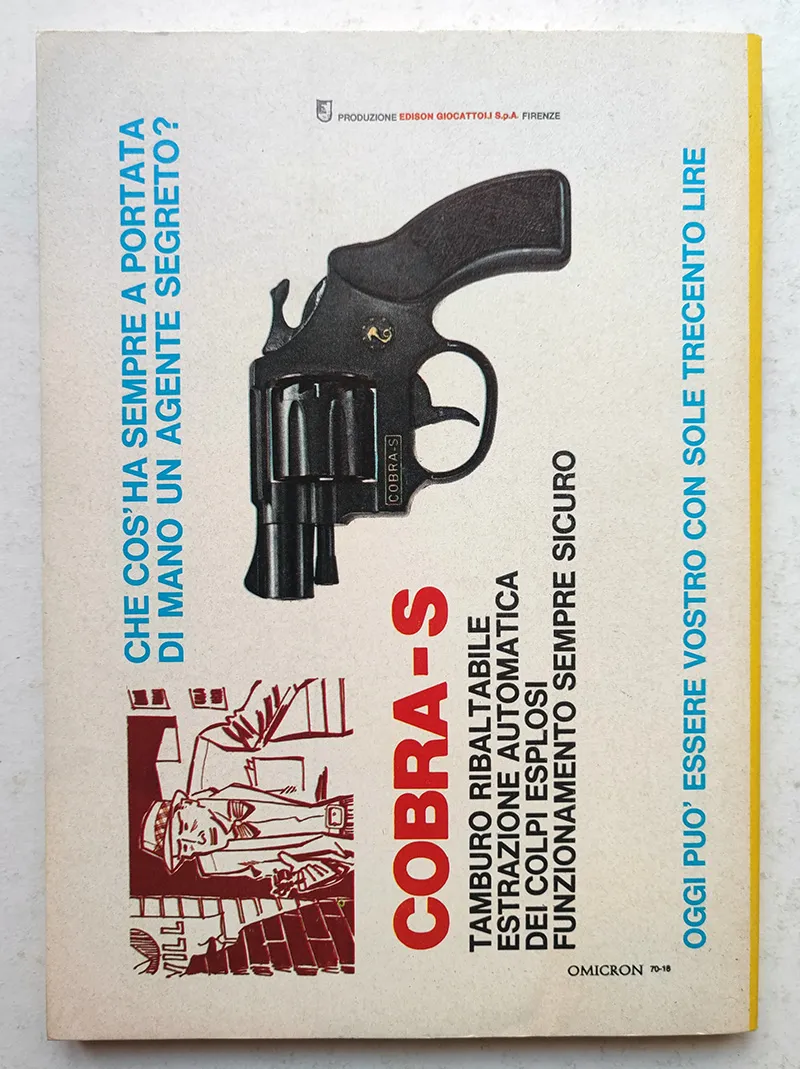 CHE COS'HA SEMPRE A PORTATA
DI MANO UN AGENTE SEGRETO?
VILL
COBRA-S
COBRA-S
TAMBURO RIBALTABILE
ESTRAZIONE AUTOMATICA
DEI COLPI ESPLOSI
FUNZIONAMENTO SEMPRE SICURO
OGGI PUO' ESSERE VOSTRO CON SOLE TRECENTO LIRE
PRODUZIONE EDISON GIOCATTOLI S.p.A. FIRENZE
OMICRON 70-18